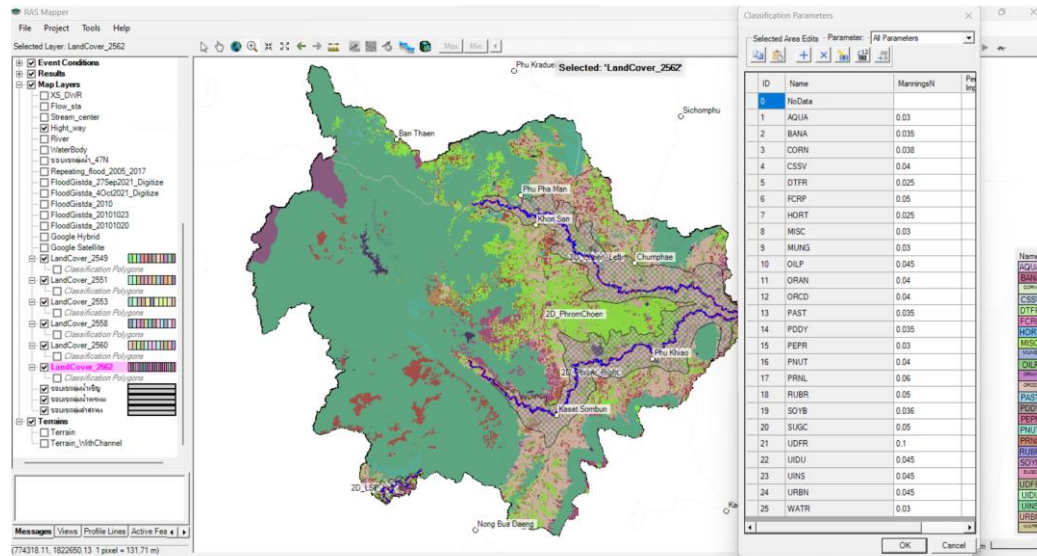 RAS Mapper
File Project Tools Help
Selected Layer: LandCover_2562
Max Min
Event Conditions
Results
Map Layers
XS_DWR
Flow_sta
Stream_center
Hight_way
River
WaterBody
Repeating_flood_2005_2017
FloodGistda_27Sep2021_Digitize
FloodGistda_4Oct2021_Digitize
FloodGistda_2010
FloodGistda_20101023
FloodGistda_20101020
Google Hybrid
Google Satellite
LandCover_2549
Classification Polygons
LandCover_2551
Classification Polygons
LandCover_2553
Classification Polygons
LandCover_2558
Classification Polygons
LandCover_2560
Classification Polygons
LandCover_2562
Classification Polygons
Terrains
Terrain
Terrain_WithChannel
Messages Views Profile Lines Active Fea
(774318.11, 1822650.13 1 pixel = 131.71 m)
Selected: 'LandCover_2562'
Phu Kradue
Sichomphu
Ban Thaen
Phu Pha Man
Khon San
Chumphae
2D_PhromChoen
Phu Khiao
Kaset Sombun
2D_LS
Nong Bua Daeng
Classification Parameters
Selected Area Edits Parameter: All Parameters
ID Name ManningsN
0 NoData
1 AQUA 0.03
2 BANA 0.035
3 CORN 0.038
4 CSSV 0.04
5 DTFR 0.025
6 FCRP 0.05
7 HORT 0.025
8 MISC 0.03
9 MUNG 0.03
10 OILP 0.045
11 ORAN 0.04
12 ORCD 0.04
13 PAST 0.035
14 PDDY 0.035
15 PEPR 0.03
16 PNUT 0.04
17 PRNL 0.06
18 RUBR 0.05
19 SOYB 0.036
20 SUGC 0.05
21 UDFR 0.1
22 UIDU 0.045
23 UINS 0.045
24 URBN 0.045
25 WATR 0.03
OK Cancel